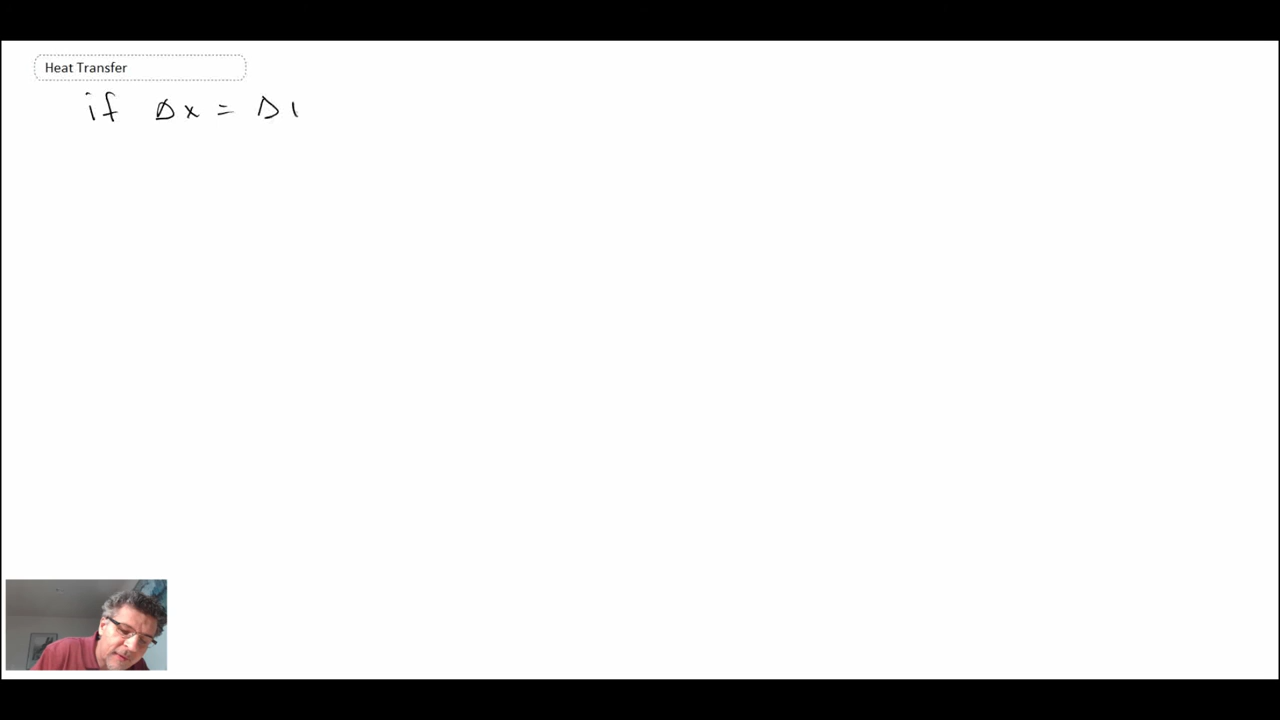 Heat Transfer
if Δx = Δ